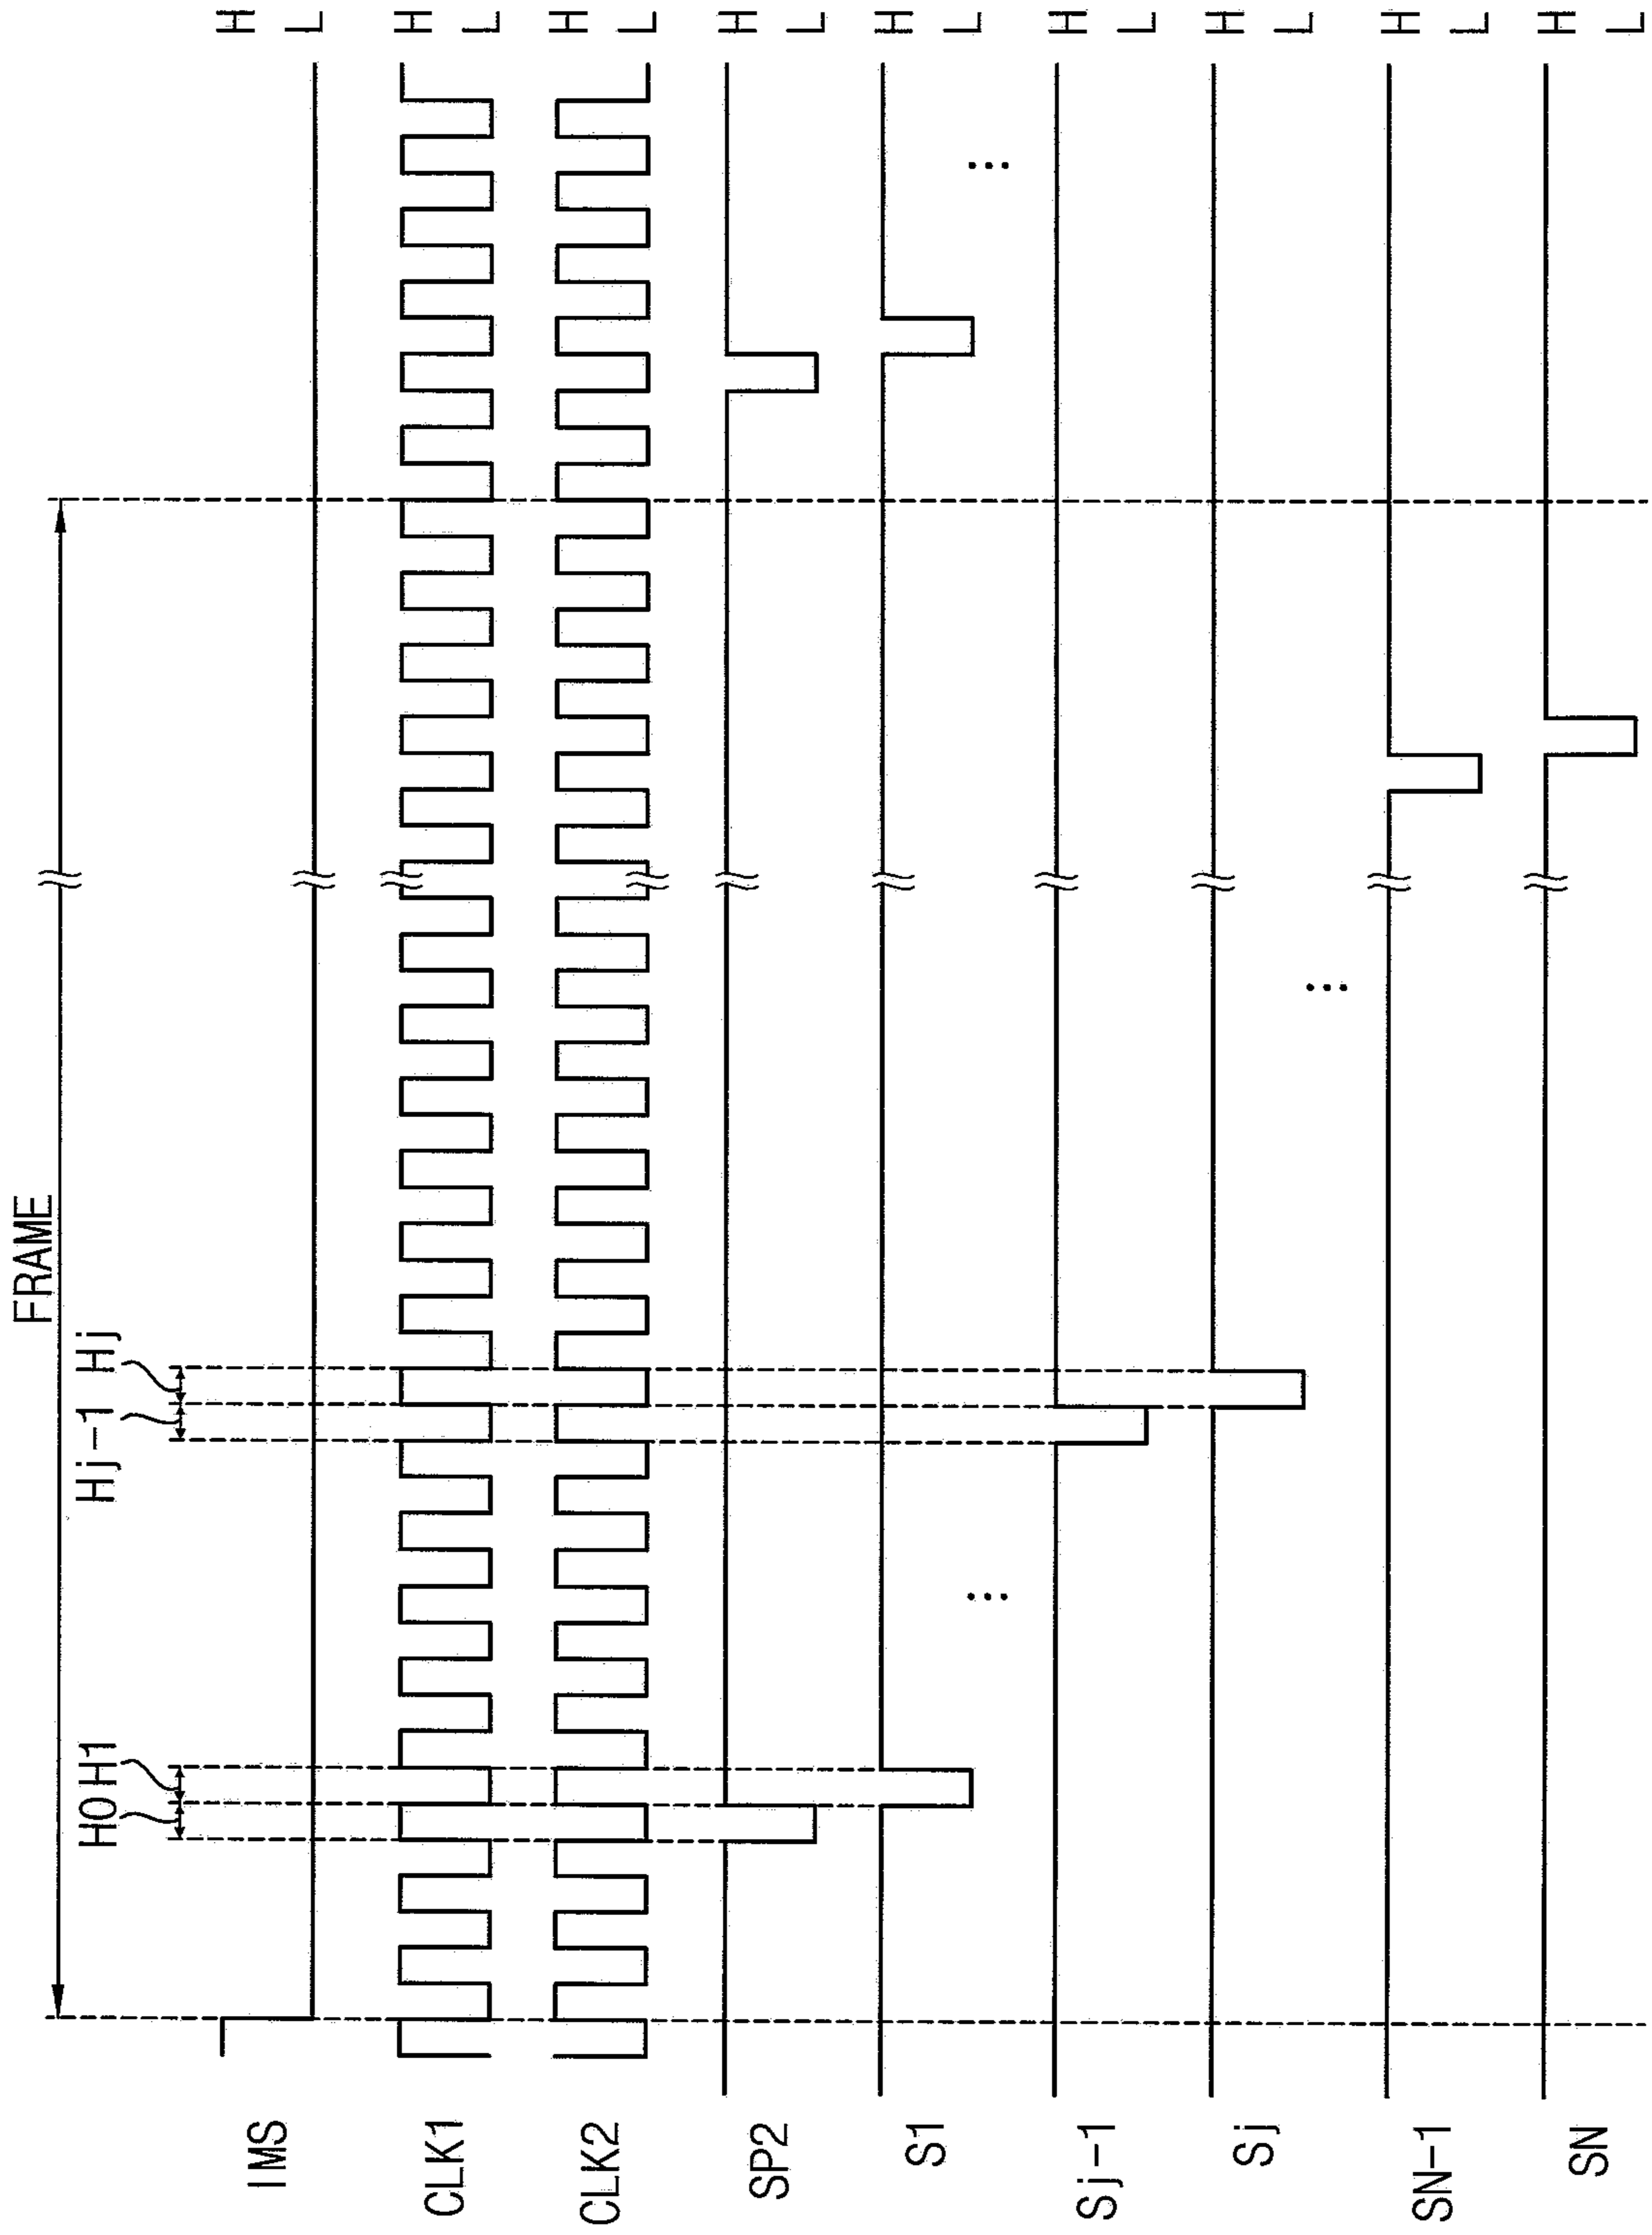 FRAME
H0 H1 Hj-1 Hj
IMS H L
CLK1 H L
CLK2 H L
SP2 H L
S1 H L
...
...
Sj-1 H L
Sj H L
...
SN-1 H L
SN H L